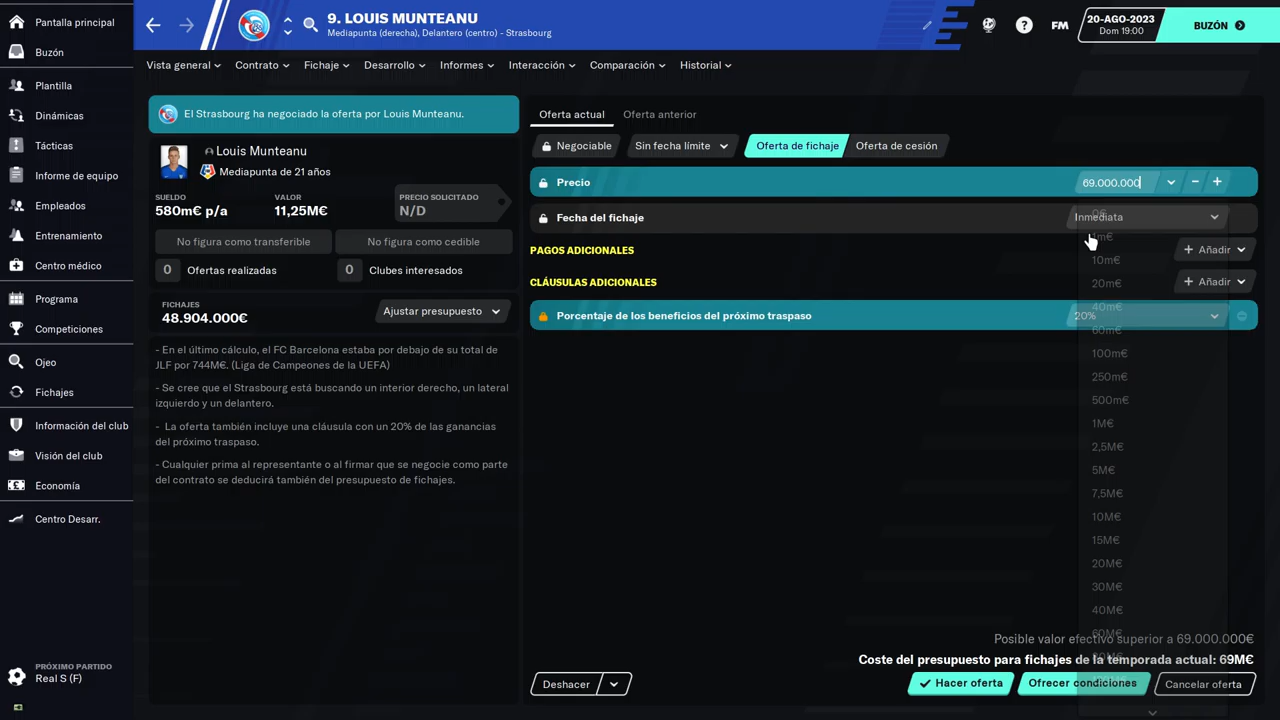 Pantalla principal
Buzón
Plantilla
Dinámicas
Tácticas
Informe de equipo
Empleados
Entrenamiento
Centro médico
Programa
Competiciones
Ojeo
Fichajes
Información del club
Visión del club
Economía
Centro Desarr.
PRÓXIMO PARTIDO
Real S (F)
9. LOUIS MUNTEANU
Mediapunta (derecha), Delantero (centro) - Strasbourg
FM
20-AGO-2023
Dom 19:00
BUZÓN
Vista general
Contrato
Fichaje
Desarrollo
Informes
Interacción
Comparación
Historial
El Strasbourg ha negociado la oferta por Louis Munteanu.
Louis Munteanu
Mediapunta de 21 años
SUELDO
580m€ p/a
VALOR
11,25M€
PRECIO SOLICITADO
N/D
No figura como transferible
No figura como cedible
0 Ofertas realizadas
0 Clubes interesados
FICHAJES
48.904.000€
Ajustar presupuesto
- En el último cálculo, el FC Barcelona estaba por debajo de su total de
JLF por 744M€. (Liga de Campeones de la UEFA)
- Se cree que el Strasbourg está buscando un interior derecho, un lateral
izquierdo y un delantero.
- La oferta también incluye una cláusula con un 20% de las ganancias
del próximo traspaso.
- Cualquier prima al representante o al firmar que se negocie como parte
del contrato se deducirá también del presupuesto de fichajes.
Oferta actual
Oferta anterior
Negociable
Sin fecha límite
Oferta de fichaje
Oferta de cesión
Precio
69.000.000
Fecha del fichaje
Inmediata
PAGOS ADICIONALES
Añadir
CLÁUSULAS ADICIONALES
Añadir
Porcentaje de los beneficios del próximo traspaso
20%
0€
1m€
10m€
20m€
40m€
60m€
100m€
250m€
500m€
1M€
2,5M€
5M€
7,5M€
10M€
15M€
20M€
30M€
40M€
60M€
Posible valor efectivo superior a 69.000.000€
Coste del presupuesto para fichajes de la temporada actual: 69M€
Deshacer
Hacer oferta
Ofrecer condiciones
Cancelar oferta